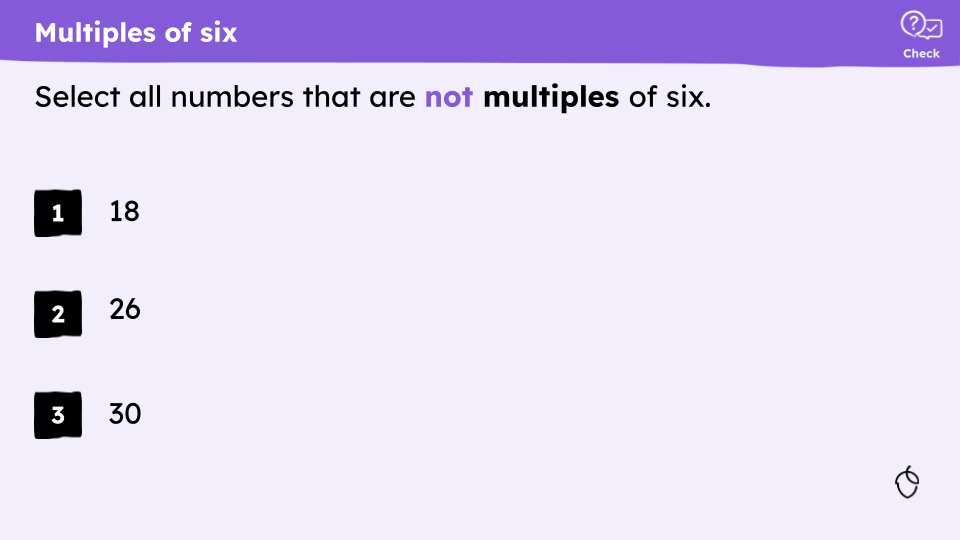 Multiples of six
Check
Select all numbers that are not multiples of six.
1 18
2 26
3 30